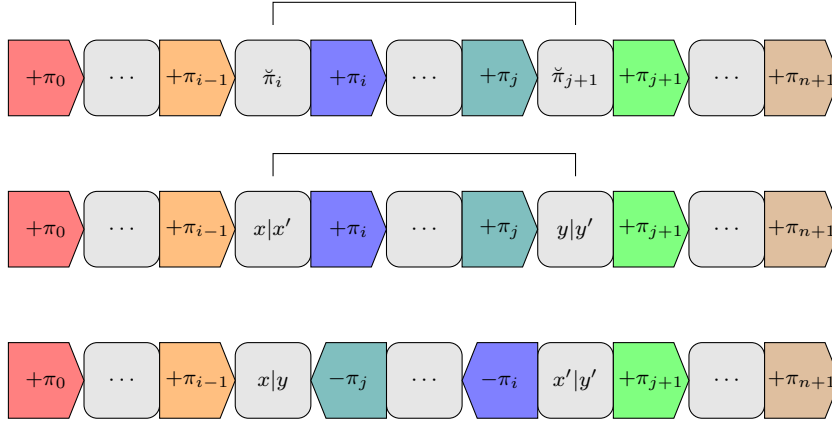 +π₀ ⋯ +πᵢ₋₁ π̆ᵢ +πᵢ ⋯ +πⱼ π̆ⱼ₊₁ +πⱼ₊₁ ⋯ +πₙ₊₁
+π₀ ⋯ +πᵢ₋₁ x|x′ +πᵢ ⋯ +πⱼ y|y′ +πⱼ₊₁ ⋯ +πₙ₊₁
+π₀ ⋯ +πᵢ₋₁ x|y −πⱼ ⋯ −πᵢ x′|y′ +πⱼ₊₁ ⋯ +πₙ₊₁